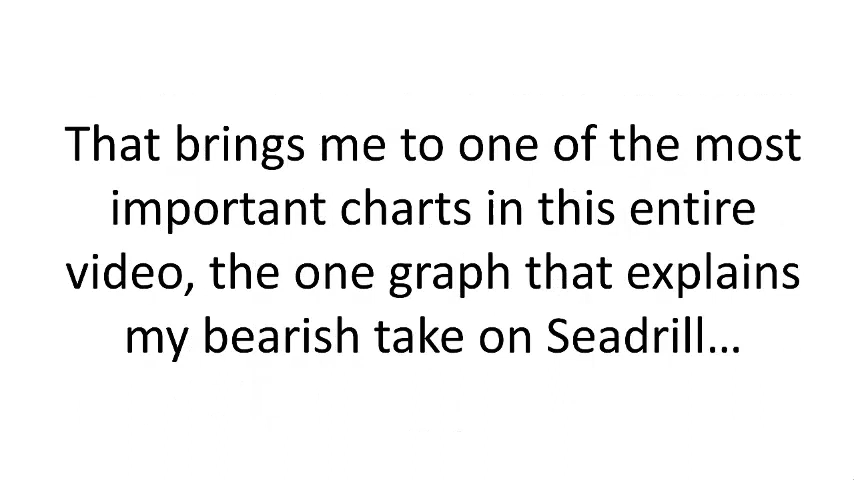 That brings me to one of the most
important charts in this entire
video, the one graph that explains
my bearish take on Seadrill…